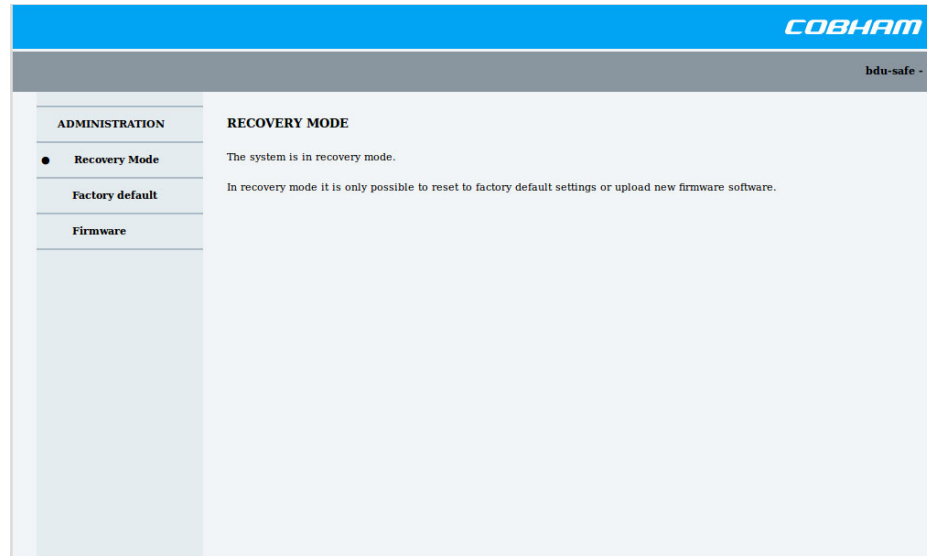 COBHAM
bdu-safe -
ADMINISTRATION
Recovery Mode
Factory default
Firmware
RECOVERY MODE
The system is in recovery mode.
In recovery mode it is only possible to reset to factory default settings or upload new firmware software.